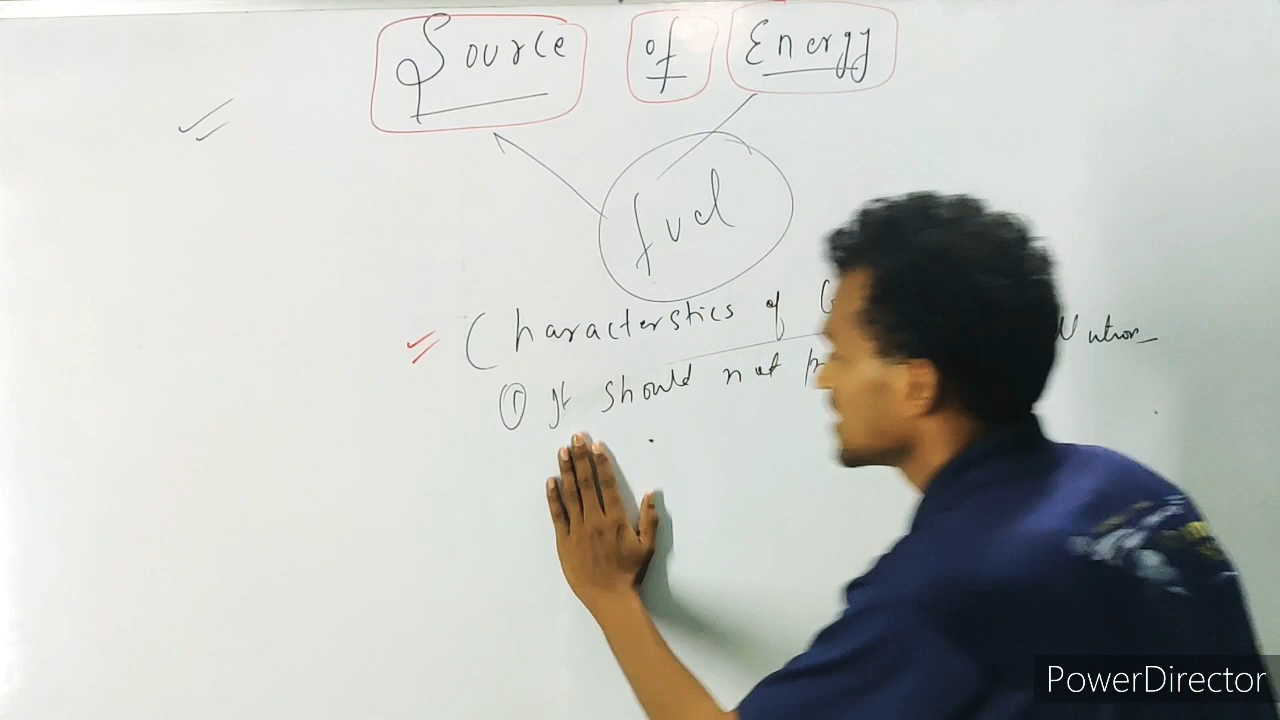 Source of Energy
fuel
Characterstics of
① It should not
PowerDirector